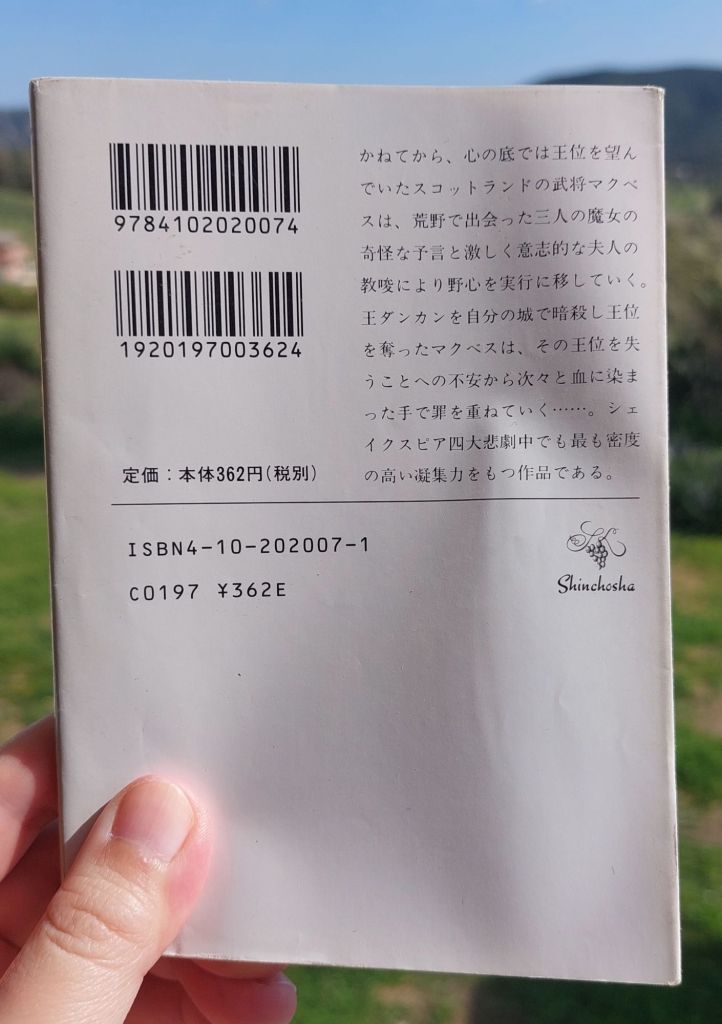 9784102020074
1920197003624
定価：本体362円(税別)
かねてから、心の底では王位を望ん
でいたスコットランドの武将マクベ
スは、荒野で出会った三人の魔女の
奇怪な予言と激しく意志的な夫人の
教唆により野心を実行に移していく。
王ダンカンを自分の城で暗殺し王位
を奪ったマクベスは、その王位を失
うことへの不安から次々と血に染ま
った手で罪を重ねていく……。シェ
イクスピア四大悲劇中でも最も密度
の高い凝集力をもつ作品である。
ISBN4-10-202007-1
C0197 ¥362E
Shinchosha